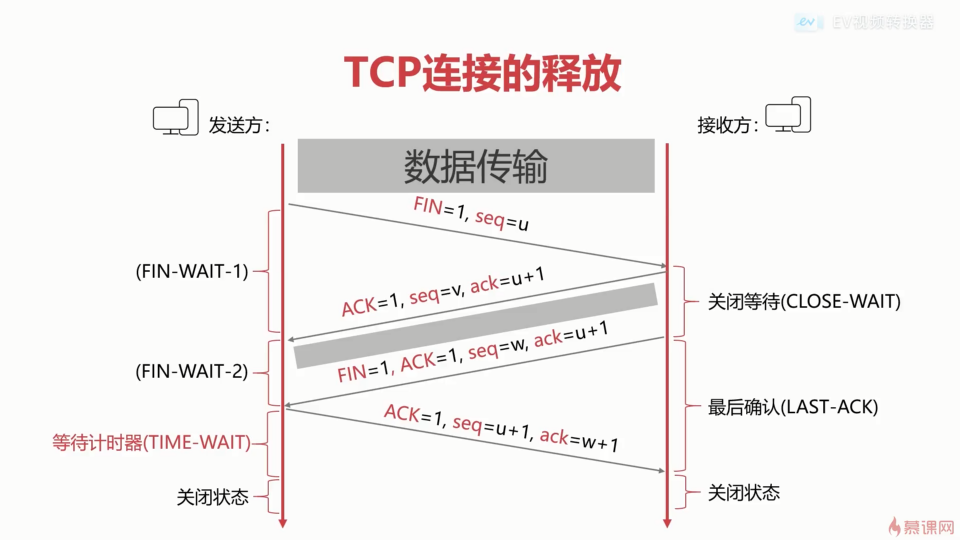 EV视频转换器
TCP连接的释放
发送方：
接收方：
数据传输
FIN=1, seq=u
(FIN-WAIT-1)
ACK=1, seq=v, ack=u+1
关闭等待(CLOSE-WAIT)
FIN=1, ACK=1, seq=w, ack=u+1
(FIN-WAIT-2)
最后确认(LAST-ACK)
ACK=1, seq=u+1, ack=w+1
等待计时器(TIME-WAIT)
关闭状态
关闭状态
慕课网